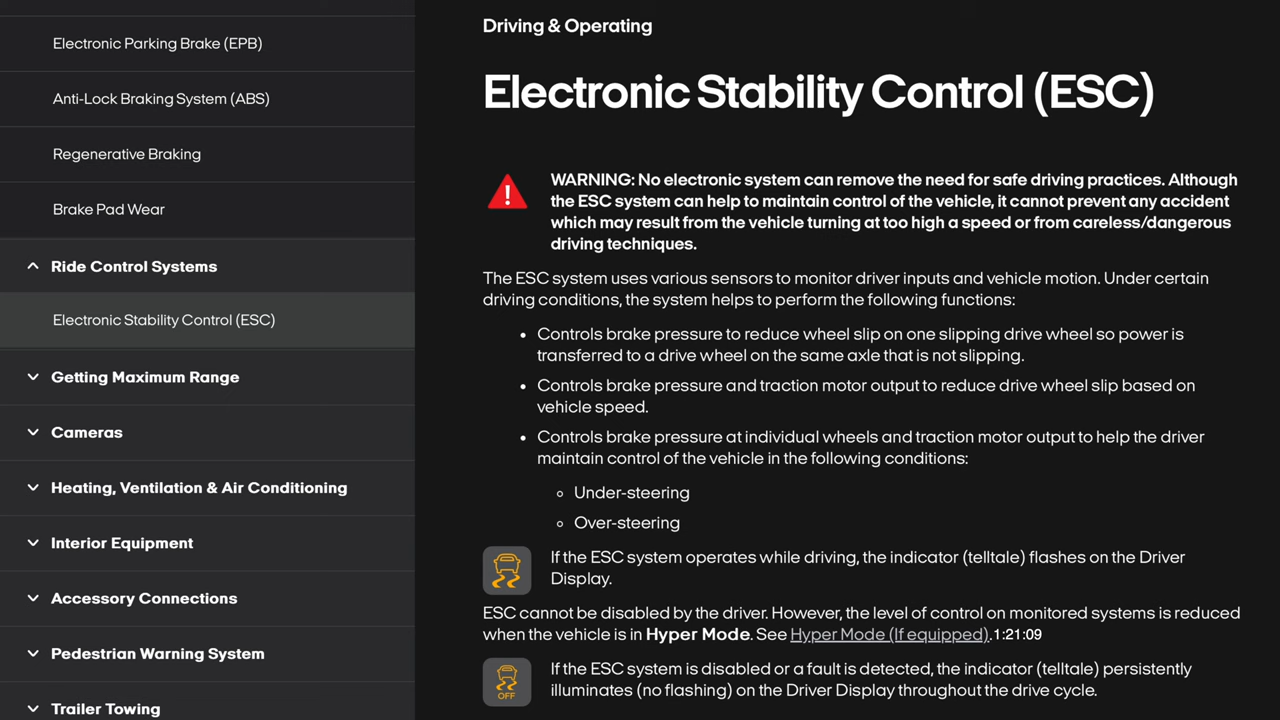 Electronic Parking Brake (EPB)
Anti-Lock Braking System (ABS)
Regenerative Braking
Brake Pad Wear
Ride Control Systems
Electronic Stability Control (ESC)
Getting Maximum Range
Cameras
Heating, Ventilation & Air Conditioning
Interior Equipment
Accessory Connections
Pedestrian Warning System
Trailer Towing
Driving & Operating
Electronic Stability Control (ESC)
WARNING: No electronic system can remove the need for safe driving practices. Although
the ESC system can help to maintain control of the vehicle, it cannot prevent any accident
which may result from the vehicle turning at too high a speed or from careless/dangerous
driving techniques.
The ESC system uses various sensors to monitor driver inputs and vehicle motion. Under certain
driving conditions, the system helps to perform the following functions:
• Controls brake pressure to reduce wheel slip on one slipping drive wheel so power is
transferred to a drive wheel on the same axle that is not slipping.
• Controls brake pressure and traction motor output to reduce drive wheel slip based on
vehicle speed.
• Controls brake pressure at individual wheels and traction motor output to help the driver
maintain control of the vehicle in the following conditions:
◦ Under-steering
◦ Over-steering
If the ESC system operates while driving, the indicator (telltale) flashes on the Driver
Display.
ESC cannot be disabled by the driver. However, the level of control on monitored systems is reduced
when the vehicle is in Hyper Mode. See Hyper Mode (If equipped).1:21:09
OFF
If the ESC system is disabled or a fault is detected, the indicator (telltale) persistently
illuminates (no flashing) on the Driver Display throughout the drive cycle.